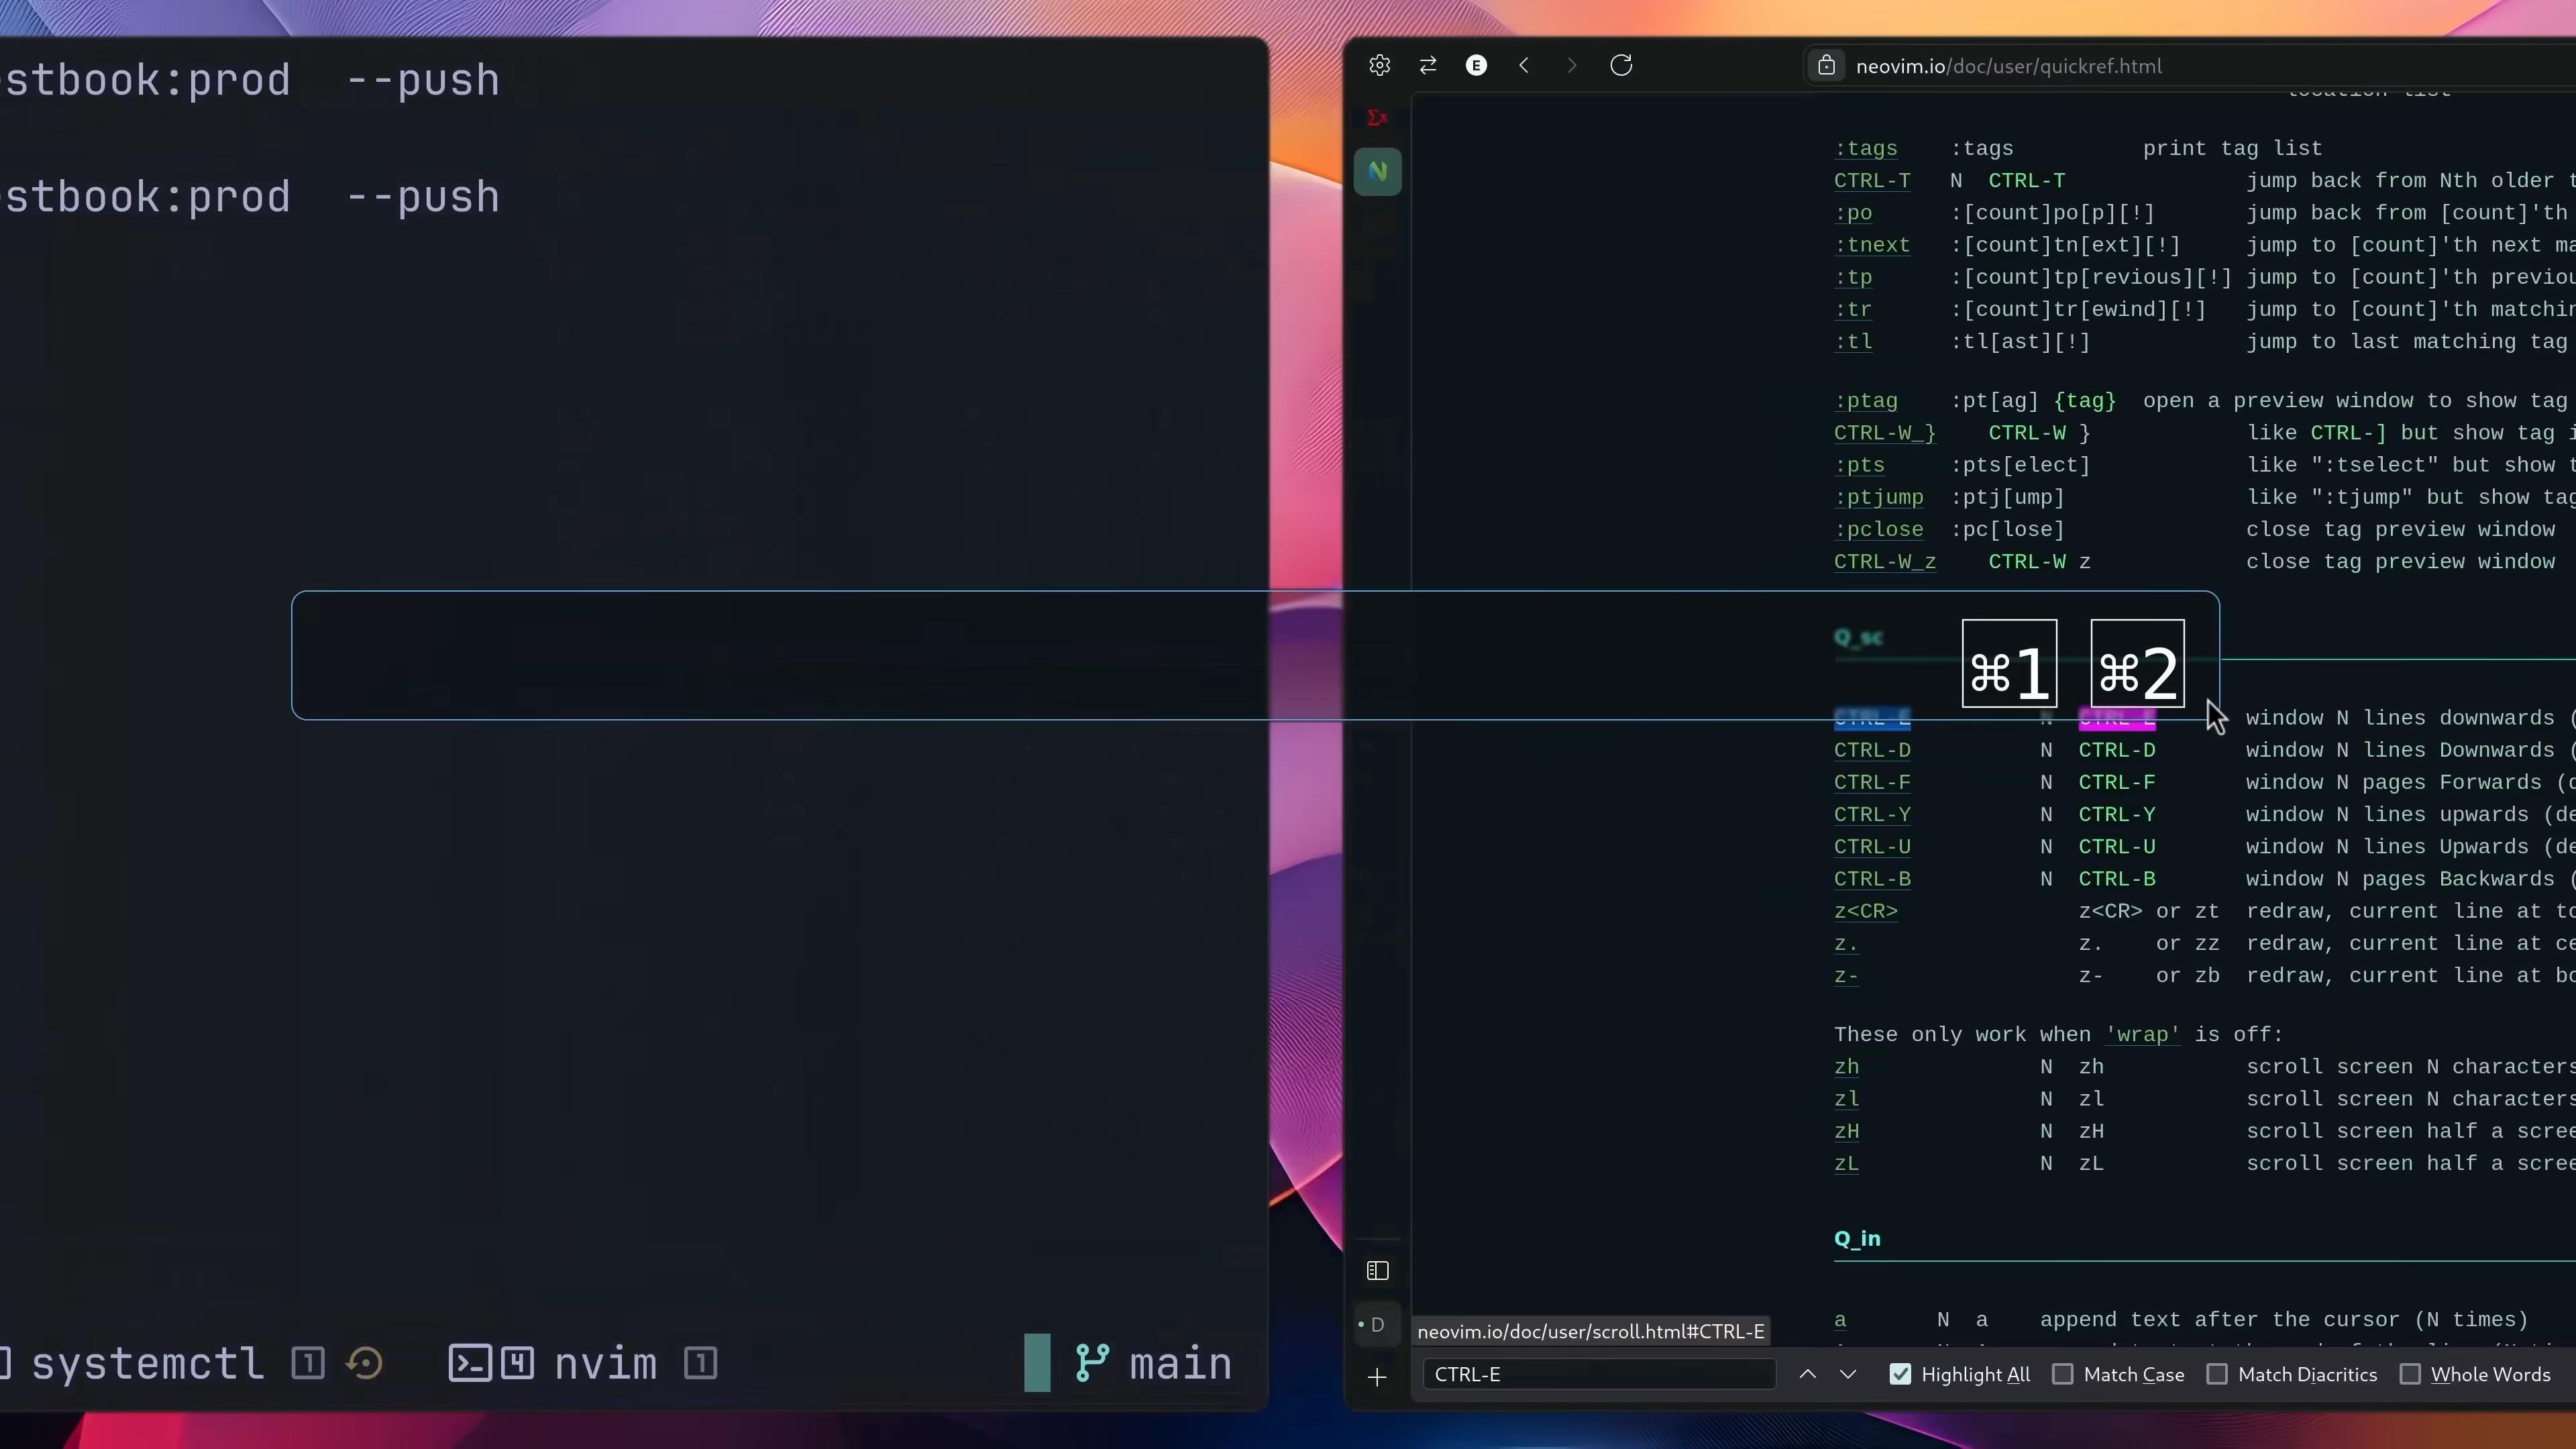 estbook:prod --push
estbook:prod --push
systemctl 1
4 nvim 1
main
E
neovim.io/doc/user/quickref.html
Σx
N
location list
:tags :tags print tag list
CTRL-T N CTRL-T jump back from Nth older t
:po :[count]po[p][!] jump back from [count]'th
:tnext :[count]tn[ext][!] jump to [count]'th next ma
:tp :[count]tp[revious][!] jump to [count]'th previou
:tr :[count]tr[ewind][!] jump to [count]'th matchin
:tl :tl[ast][!] jump to last matching tag
:ptag :pt[ag] {tag} open a preview window to show tag
CTRL-W_} CTRL-W } like CTRL-] but show tag i
:pts :pts[elect] like ":tselect" but show t
:ptjump :ptj[ump] like ":tjump" but show tag
:pclose :pc[lose] close tag preview window
CTRL-W_z CTRL-W z close tag preview window
Q_sc
⌘1 ⌘2
CTRL-E N CTRL-E window N lines downwards (
CTRL-D N CTRL-D window N lines Downwards (
CTRL-F N CTRL-F window N pages Forwards (d
CTRL-Y N CTRL-Y window N lines upwards (de
CTRL-U N CTRL-U window N lines Upwards (de
CTRL-B N CTRL-B window N pages Backwards (
z<CR> z<CR> or zt redraw, current line at to
z. z. or zz redraw, current line at ce
z- z- or zb redraw, current line at bo
These only work when 'wrap' is off:
zh N zh scroll screen N characters
zl N zl scroll screen N characters
zH N zH scroll screen half a scree
zL N zL scroll screen half a scree
Q_in
a N a append text after the cursor (N times)
D
neovim.io/doc/user/scroll.html#CTRL-E
CTRL-E Highlight All Match Case Match Diacritics Whole Words